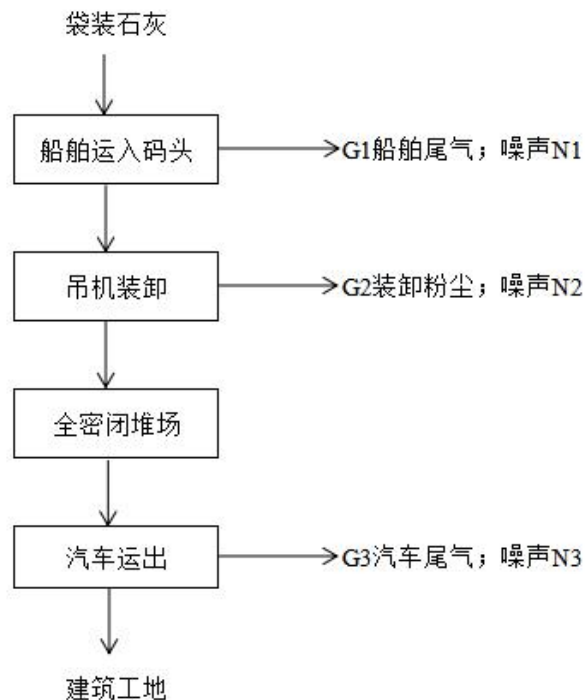 袋装石灰
船舶运入码头
G1船舶尾气；噪声N1
吊机装卸
G2装卸粉尘；噪声N2
全密闭堆场
汽车运出
G3汽车尾气；噪声N3
建筑工地